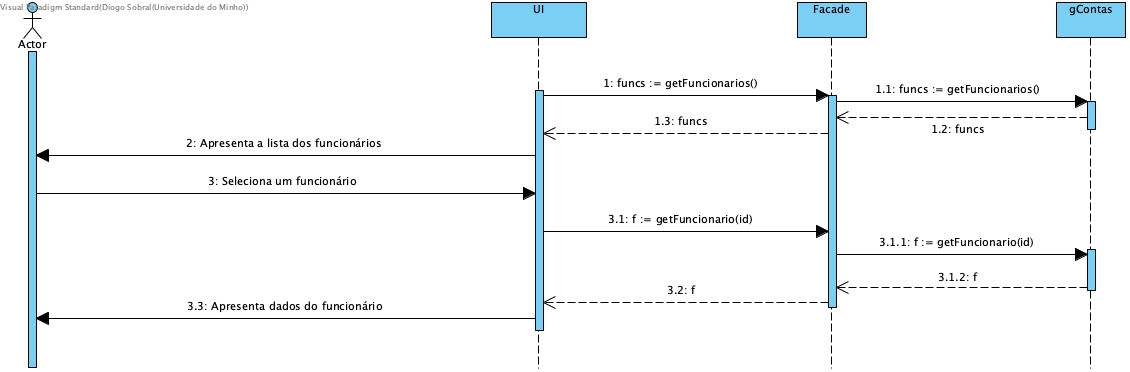 Visual Paradigm Standard(Diogo Sobral(Universidade do Minho))
Actor
UI
Facade
gContas
1: funcs := getFuncionarios()
1.1: funcs := getFuncionarios()
1.2: funcs
1.3: funcs
2: Apresenta a lista dos funcionários
3: Seleciona um funcionário
3.1: f := getFuncionario(id)
3.1.1: f := getFuncionario(id)
3.1.2: f
3.2: f
3.3: Apresenta dados do funcionário